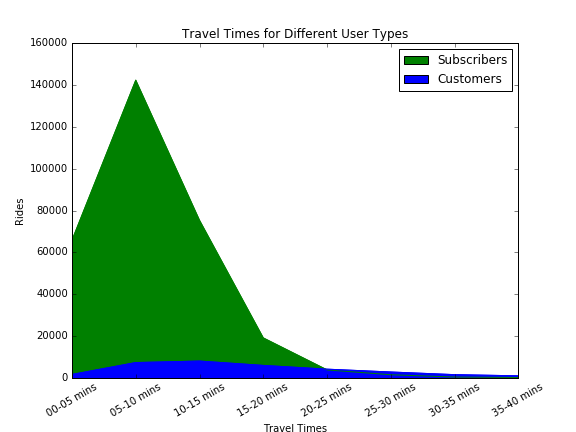 Travel Times for Different User Types
Subscribers
Customers
160000
140000
120000
100000
80000
60000
40000
20000
0
Rides
00-05 mins
05-10 mins
10-15 mins
15-20 mins
20-25 mins
25-30 mins
30-35 mins
35-40 mins
Travel Times